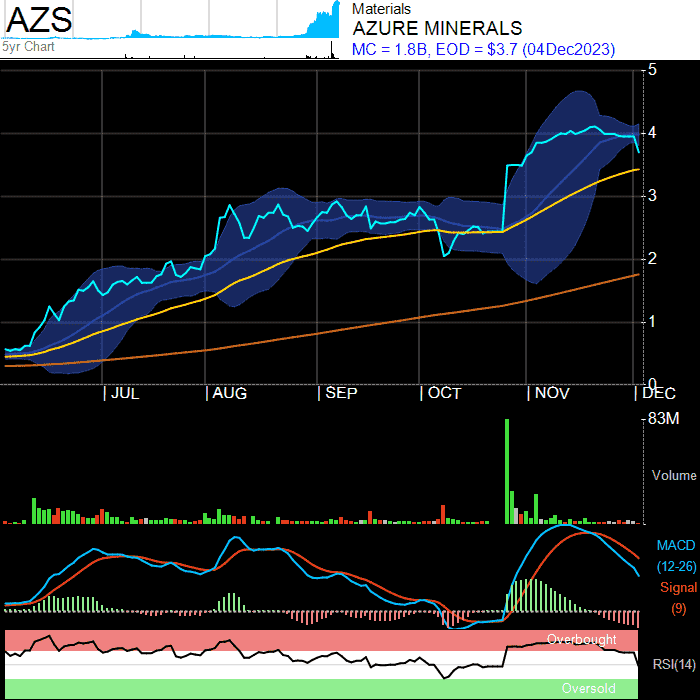 AZS
5yr Chart
Materials
AZURE MINERALS
MC = 1.8B, EOD = $3.7 (04Dec2023)
5
4
3
2
1
0
JUL
AUG
SEP
OCT
NOV
DEC
83M
Volume
MACD
(12-26)
Signal
(9)
Overbought
RSI(14)
Oversold